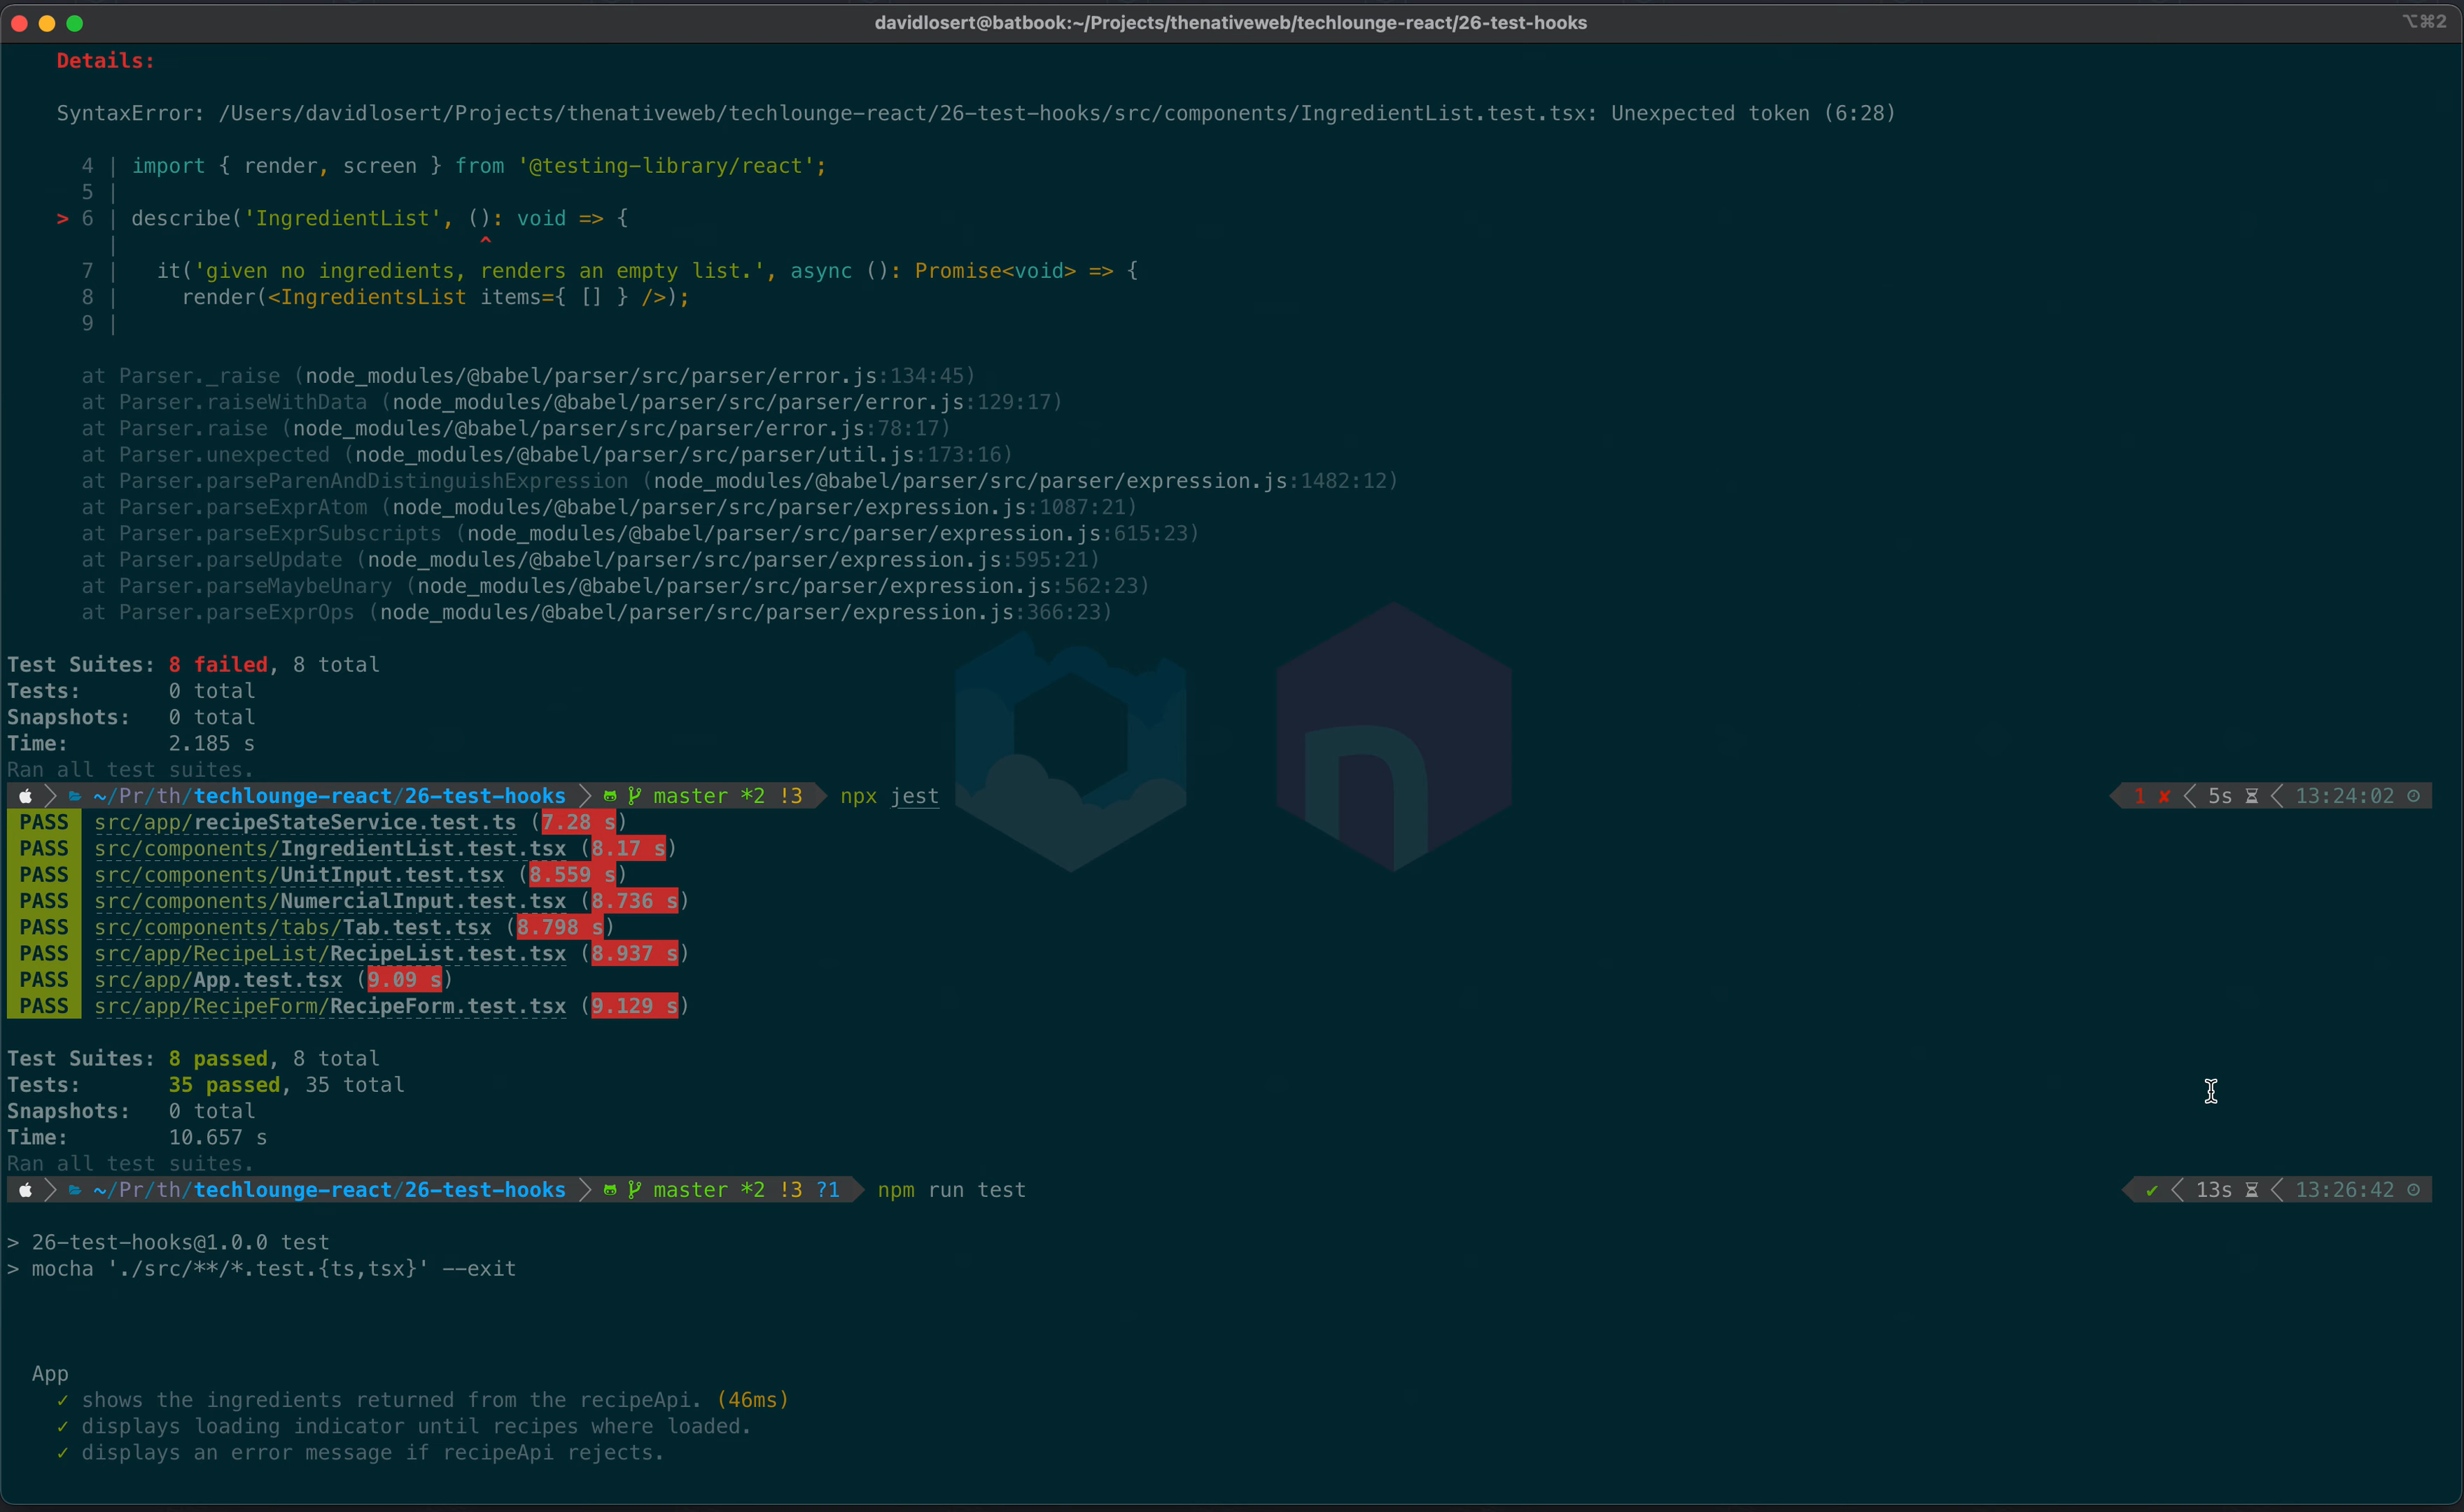 davidlosert@batbook:~/Projects/thenativeweb/techlounge-react/26-test-hooks ⌥⌘2
Details:
SyntaxError: /Users/davidlosert/Projects/thenativeweb/techlounge-react/26-test-hooks/src/components/IngredientList.test.tsx: Unexpected token (6:28)
4 | import { render, screen } from '@testing-library/react';
5 |
> 6 | describe('IngredientList', (): void => {
| ^
7 | it('given no ingredients, renders an empty list.', async (): Promise<void> => {
8 | render(<IngredientsList items={ [] } />);
9 |
at Parser._raise (node_modules/@babel/parser/src/parser/error.js:134:45)
at Parser.raiseWithData (node_modules/@babel/parser/src/parser/error.js:129:17)
at Parser.raise (node_modules/@babel/parser/src/parser/error.js:78:17)
at Parser.unexpected (node_modules/@babel/parser/src/parser/util.js:173:16)
at Parser.parseParenAndDistinguishExpression (node_modules/@babel/parser/src/parser/expression.js:1482:12)
at Parser.parseExprAtom (node_modules/@babel/parser/src/parser/expression.js:1087:21)
at Parser.parseExprSubscripts (node_modules/@babel/parser/src/parser/expression.js:615:23)
at Parser.parseUpdate (node_modules/@babel/parser/src/parser/expression.js:595:21)
at Parser.parseMaybeUnary (node_modules/@babel/parser/src/parser/expression.js:562:23)
at Parser.parseExprOps (node_modules/@babel/parser/src/parser/expression.js:366:23)
Test Suites: 8 failed, 8 total
Tests: 0 total
Snapshots: 0 total
Time: 2.185 s
Ran all test suites.
~/Pr/th/techlounge-react/26-test-hooks master *2 !3 npx jest 1 ✘ 5s 13:24:02
PASS src/app/recipeStateService.test.ts (7.28 s)
PASS src/components/IngredientList.test.tsx (8.17 s)
PASS src/components/UnitInput.test.tsx (8.559 s)
PASS src/components/NumercialInput.test.tsx (8.736 s)
PASS src/components/tabs/Tab.test.tsx (8.798 s)
PASS src/app/RecipeList/RecipeList.test.tsx (8.937 s)
PASS src/app/App.test.tsx (9.09 s)
PASS src/app/RecipeForm/RecipeForm.test.tsx (9.129 s)
Test Suites: 8 passed, 8 total
Tests: 35 passed, 35 total
Snapshots: 0 total
Time: 10.657 s
Ran all test suites.
~/Pr/th/techlounge-react/26-test-hooks master *2 !3 ?1 npm run test ✔ 13s 13:26:42
> 26-test-hooks@1.0.0 test
> mocha './src/**/*.test.{ts,tsx}' --exit
App
✓ shows the ingredients returned from the recipeApi. (46ms)
✓ displays loading indicator until recipes where loaded.
✓ displays an error message if recipeApi rejects.